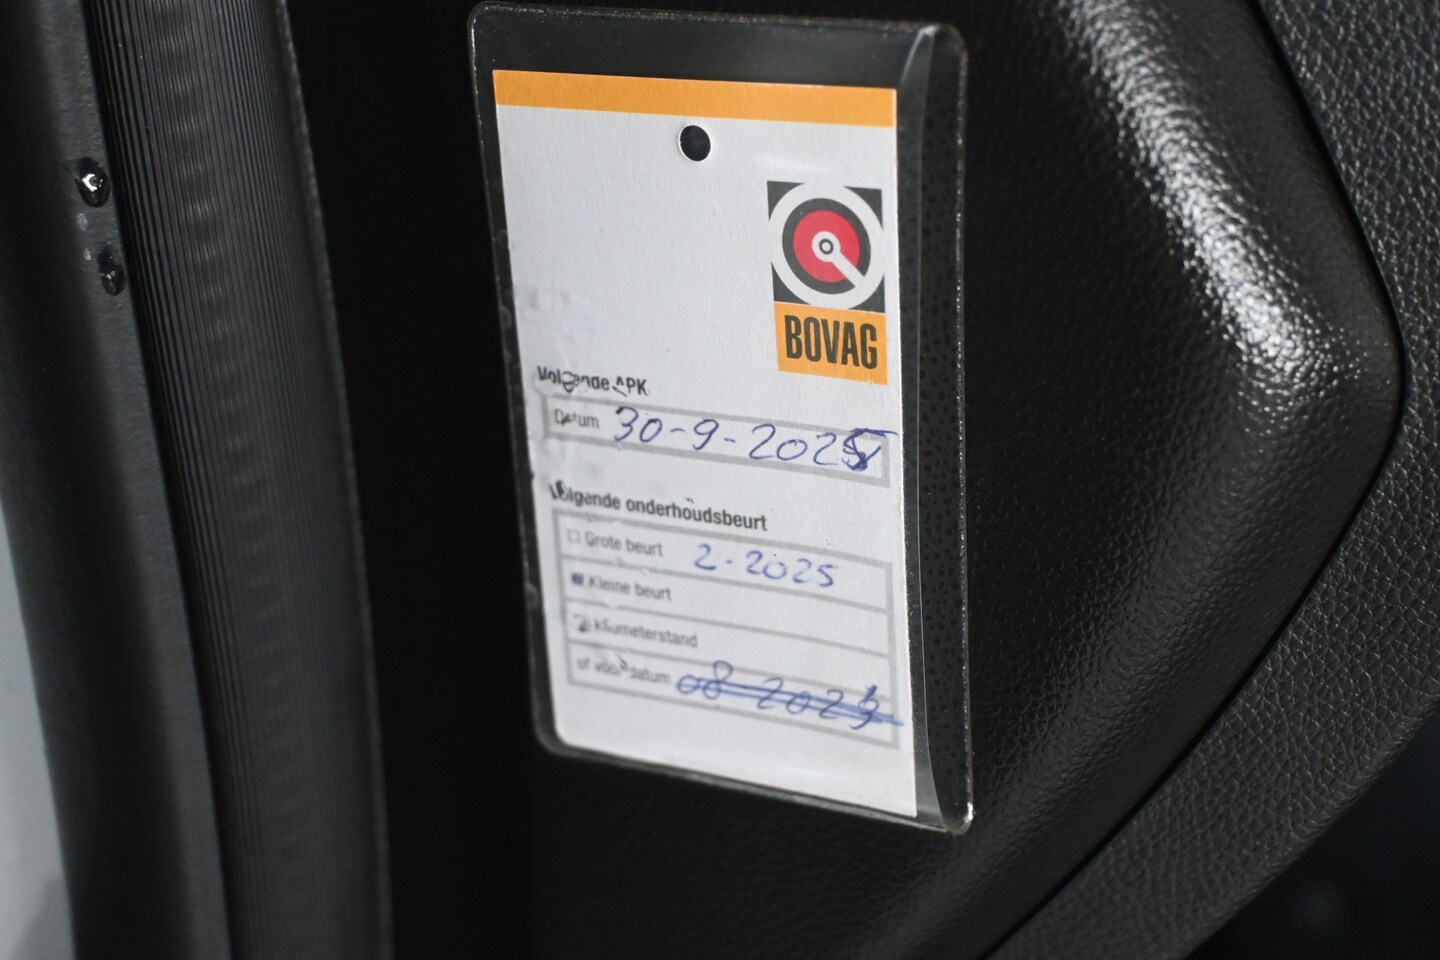 BOVAG
Volgende APK
Datum 30-9-2025
Volgende onderhoudsbeurt
Grote beurt 2-2025
Kleine beurt
kilometerstand
of vóór datum 08 2023